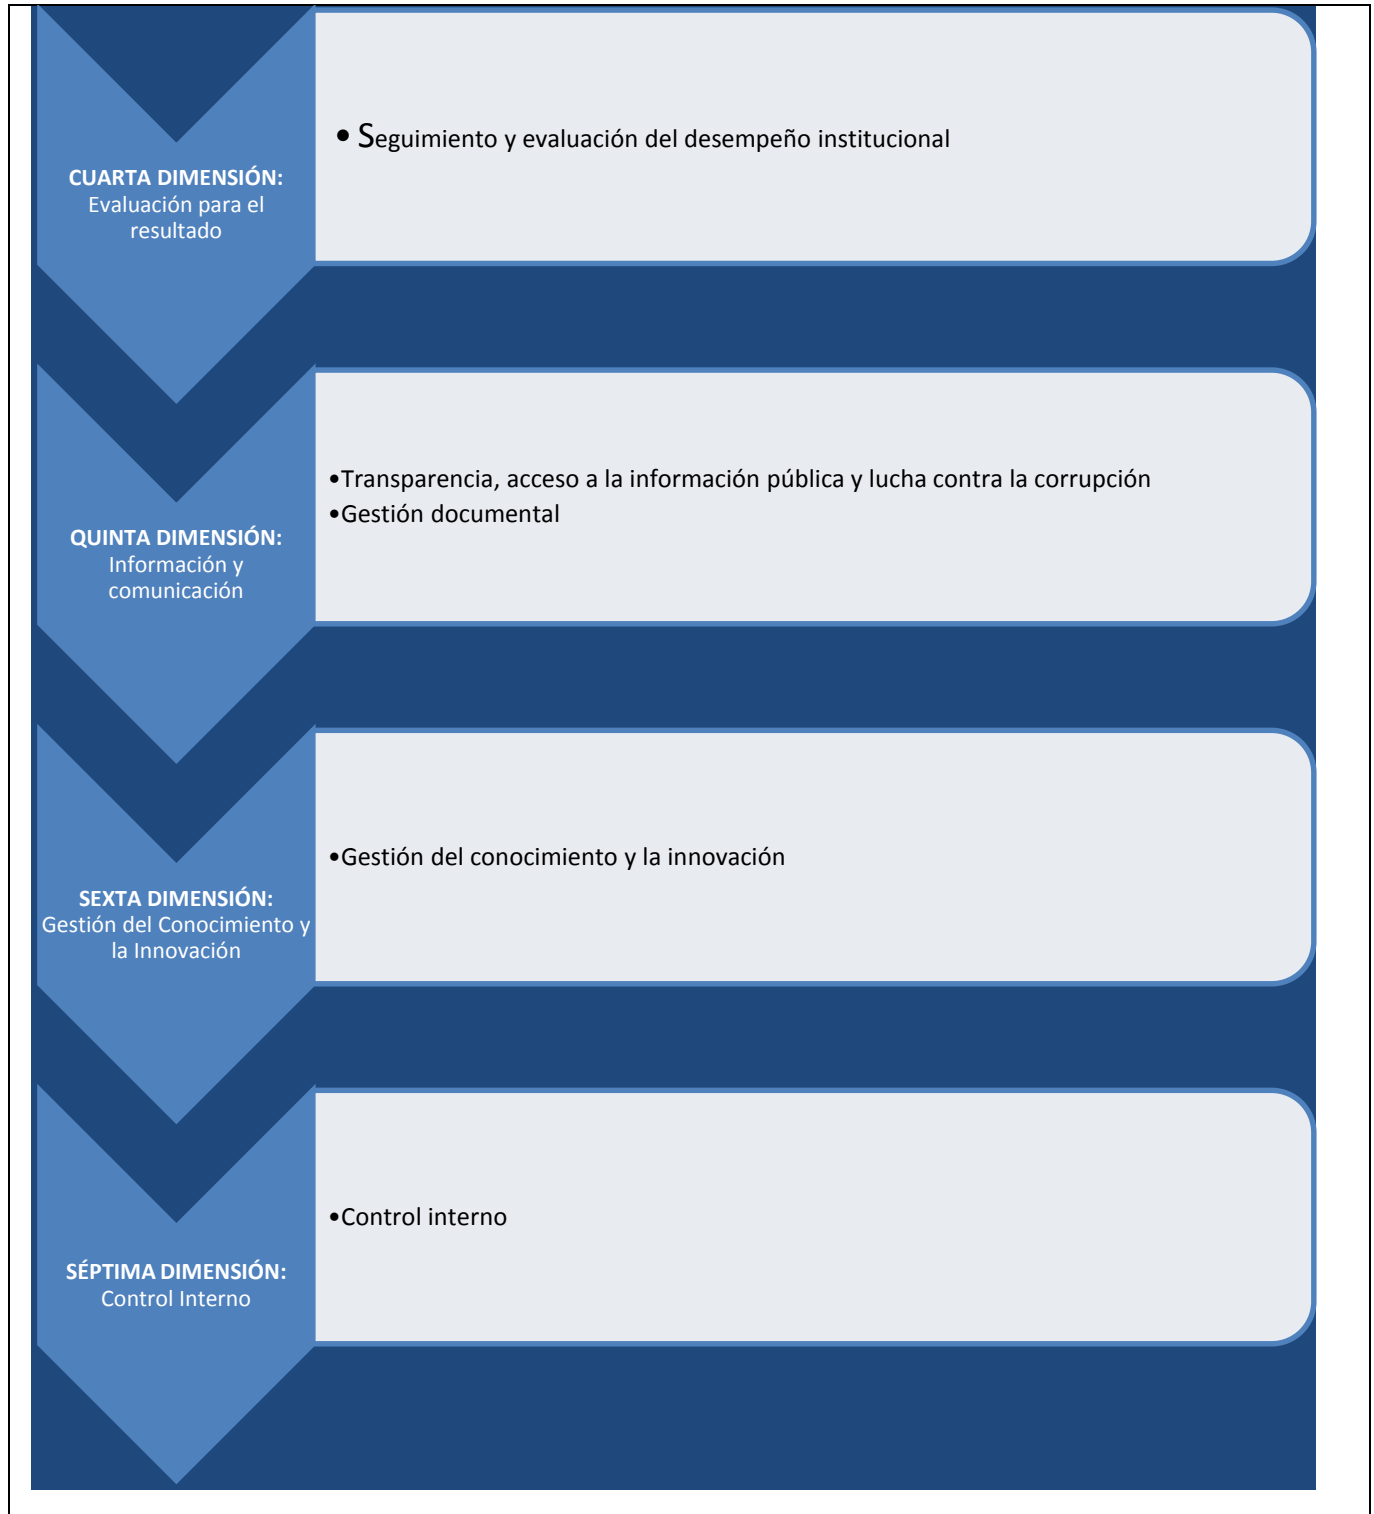 CUARTA DIMENSIÓN:
Evaluación para el
resultado
• Seguimiento y evaluación del desempeño institucional
QUINTA DIMENSIÓN:
Información y
comunicación
•Transparencia, acceso a la información pública y lucha contra la corrupción
•Gestión documental
SEXTA DIMENSIÓN:
Gestión del Conocimiento y
la Innovación
•Gestión del conocimiento y la innovación
SÉPTIMA DIMENSIÓN:
Control Interno
•Control interno